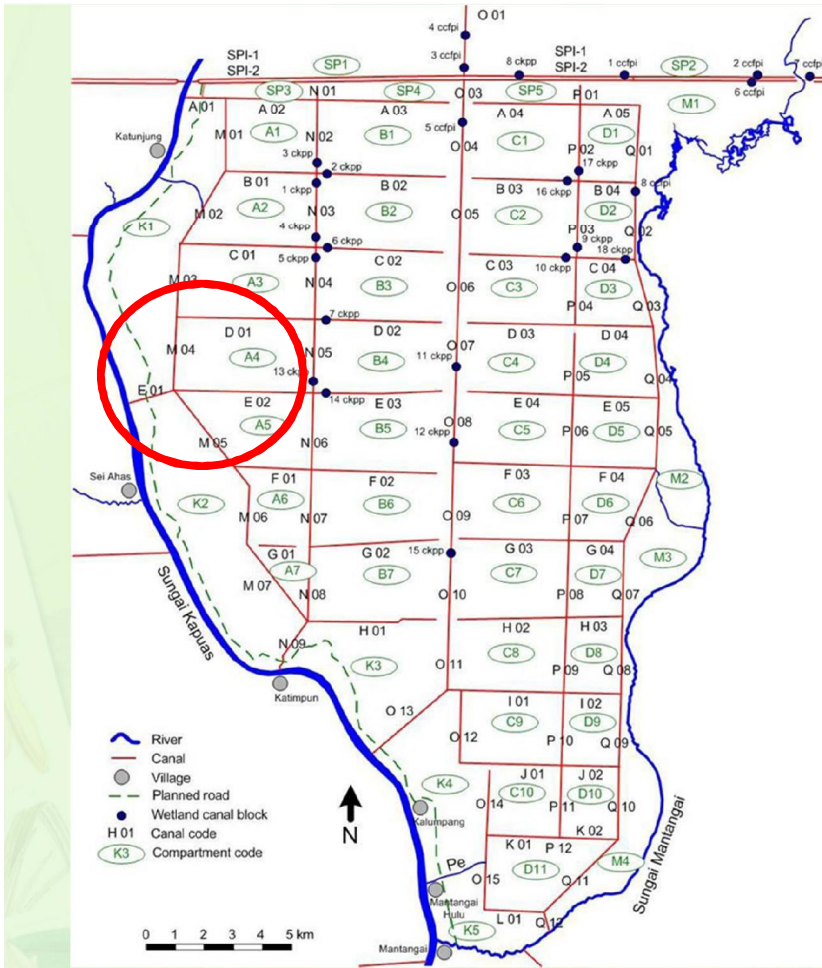 4 ccfpi
O 01
3 ccfpi
SPI-1
SPI-2
SP1
8 ckpp
SPI-1
SPI-2
1 ccfpi
SP2
2 ccfpi
7 ccfpi
6 ccfpi
SP3
N 01
SP4
O 03
SP5
P 01
M1
A 01
A 02
A 03
5 ccfpi
A 04
A 05
Katunjung
M 01
A1
N 02
B1
O 04
C1
P 02
D1
Q 01
3 ckpp
2 ckpp
17 ckpp
B 01
1 ckpp
B 02
B 03
16 ckpp
B 04
8 ccfpi
M 02
A2
N 03
B2
O 05
C2
D2
K1
4 ckpp
6 ckpp
P 03
9 ckpp
Q 02
C 01
5 ckpp
C 02
C 03
10 ckpp
18 ckpp
C 04
M 03
A3
N 04
B3
O 06
C3
P 04
D3
Q 03
7 ckpp
D 01
D 02
D 03
D 04
M 04
A4
N 05
B4
O 07
11 ckpp
C4
P 05
D4
Q 04
13 ckpp
E 01
14 ckpp
E 02
E 03
E 04
E 05
A5
B5
O 08
C5
P 06
D5
Q 05
M 05
N 06
12 ckpp
Sei Ahas
F 01
F 02
F 03
F 04
M2
K2
A6
B6
C6
D6
M 06
N 07
O 09
P 07
Q 06
G 01
G 02
15 ckpp
G 03
G 04
M3
A7
B7
C7
D7
M 07
N 08
O 10
P 08
Q 07
Sungai Kapuas
H 01
H 02
H 03
N 09
K3
O 11
C8
P 09
D8
Q 08
Katimpun
I 01
I 02
O 13
C9
D9
O 12
P 10
Q 09
River
Canal
Village
Planned road
Wetland canal block
H 01
Canal code
K3
Compartment code
N
K4
J 01
J 02
C10
D10
Kalumpang
O 14
P 11
Q 10
K 02
K 01
P 12
Pe
D11
M4
O 15
Q 11
Mantangai
Hulu
L 01
Q 12
K5
Mantangai
Sungai Mantangai
0 1 2 3 4 5 km